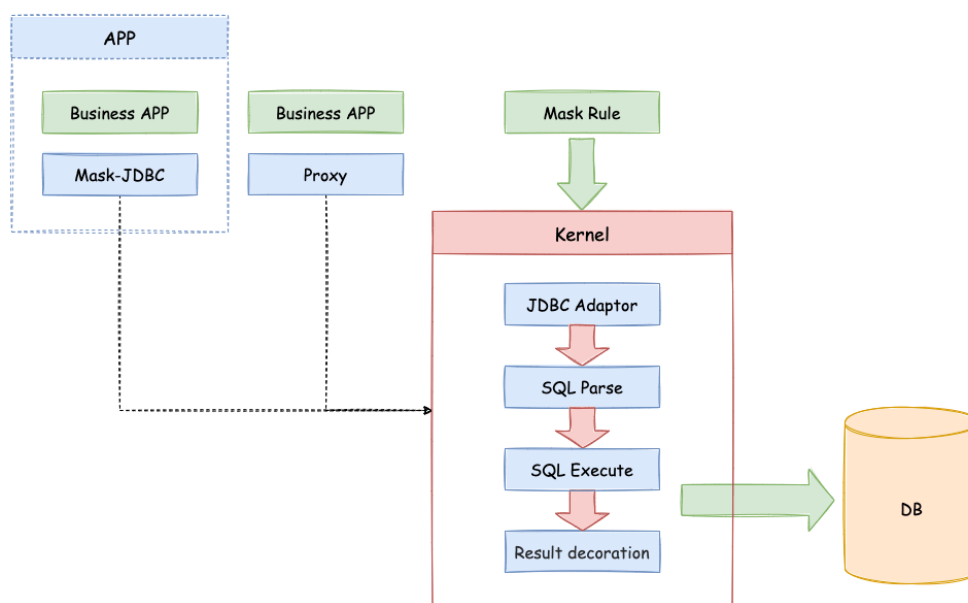 APP
Business APP
Business APP
Mask Rule
Mask-JDBC
Proxy
Kernel
JDBC Adaptor
SQL Parse
SQL Execute
DB
Result decoration